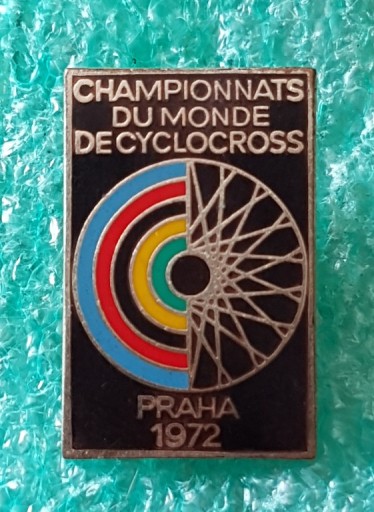 CHAMPIONNATS
DU MONDE
DE CYCLOCROSS
PRAHA
1972